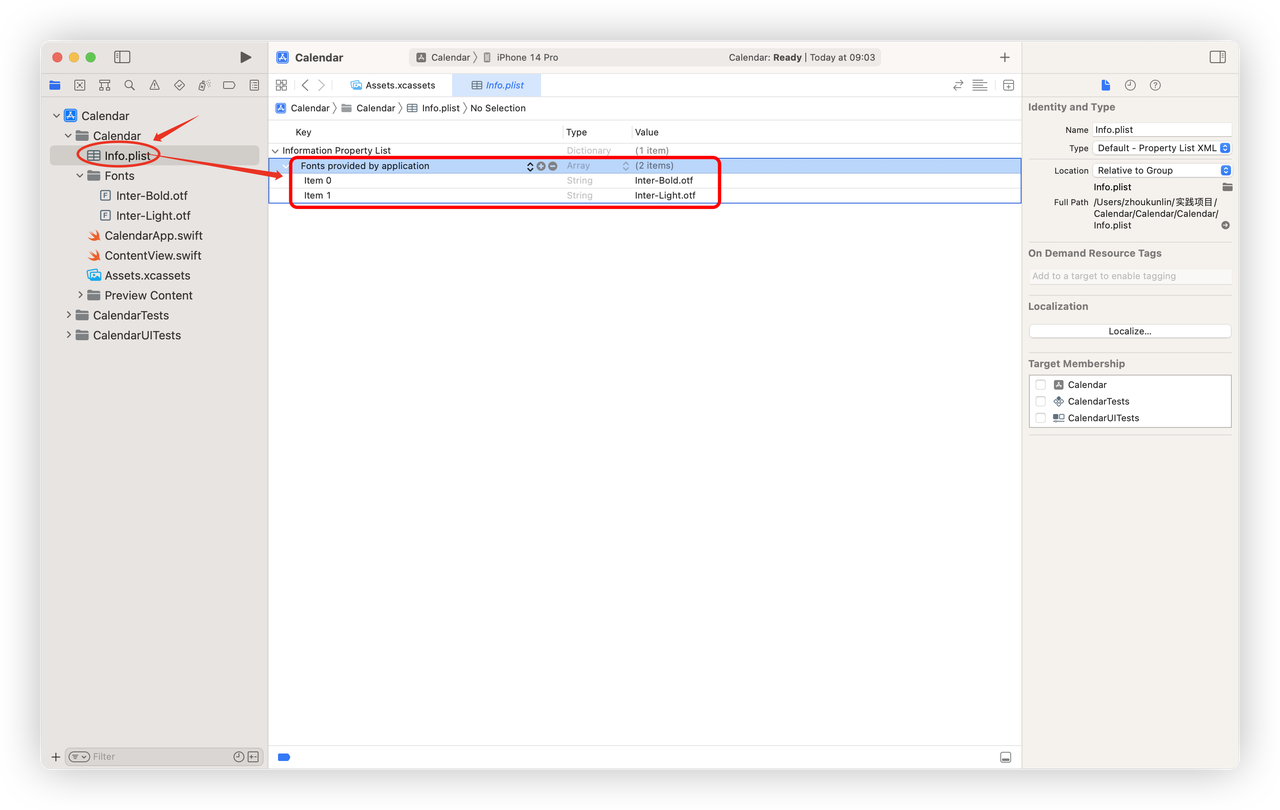 Calendar
Calendar
iPhone 14 Pro
Calendar: Ready | Today at 09:03
Assets.xcassets
Info.plist
Calendar
Calendar
Info.plist
No Selection
Calendar
Calendar
Info.plist
Fonts
Inter-Bold.otf
Inter-Light.otf
CalendarApp.swift
ContentView.swift
Assets.xcassets
Preview Content
CalendarTests
CalendarUITests
Filter
Key Type Value
Information Property List Dictionary (1 item)
Fonts provided by application Array (2 items)
Item 0 String Inter-Bold.otf
Item 1 String Inter-Light.otf
Identity and Type
Name Info.plist
Type Default - Property List XML
Location Relative to Group
Info.plist
Full Path /Users/zhoukunlin/实践项目/
Calendar/Calendar/Calendar/
Info.plist
On Demand Resource Tags
Add to a target to enable tagging
Localization
Localize...
Target Membership
Calendar
CalendarTests
CalendarUITests